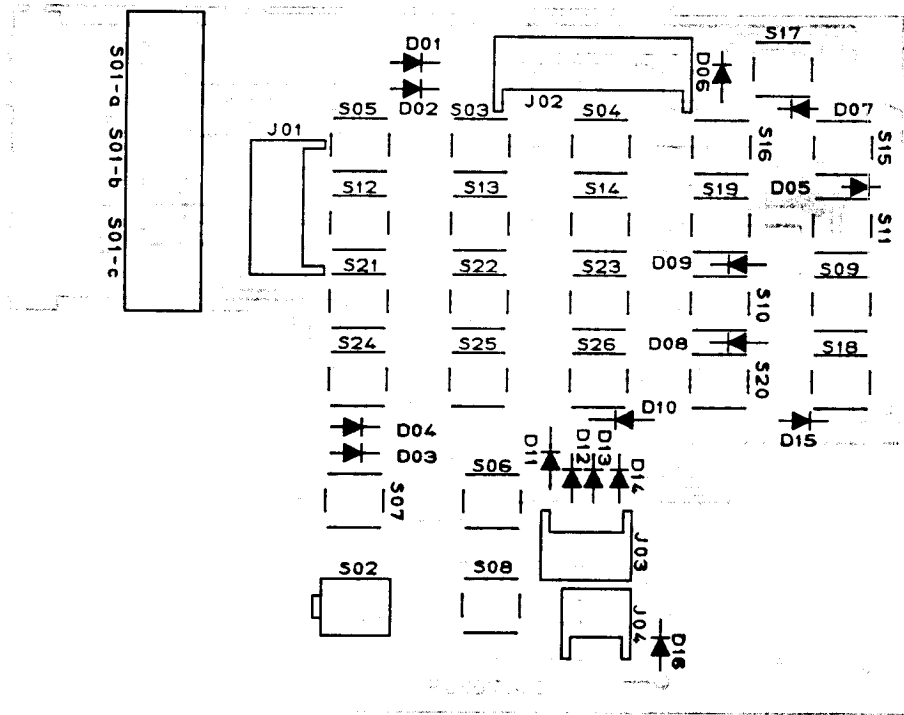 S17
D01
D06
S01-a
D02
J02
D07
S05
S03
S04
J01
S16
S15
S01-b
S12
S13
S14
S19
D05
S01-c
S11
S21
S22
S23
D09
S09
S10
S24
S25
S26
D08
S18
S20
D10
D04
D15
D03
D11
D12
D13
D14
S06
S07
J03
S02
S08
J04
D16